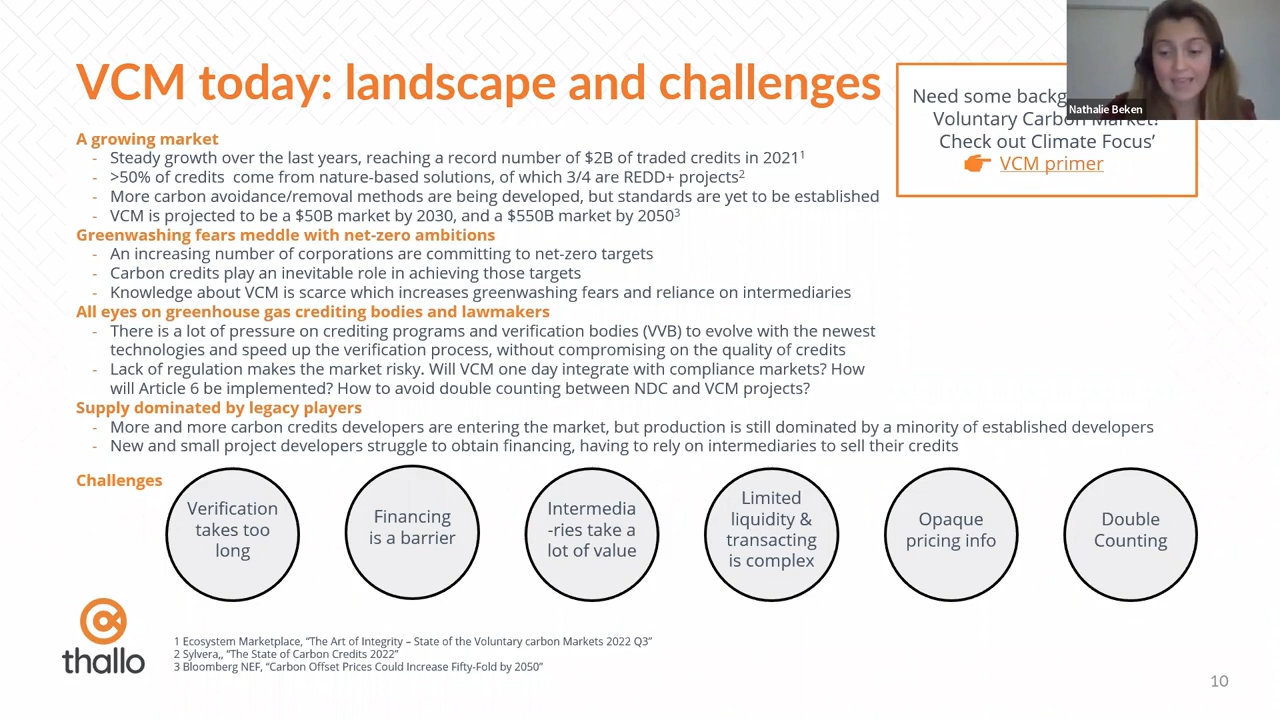 VCM today: landscape and challenges
Need some backg
Voluntary Carbon Market?
Check out Climate Focus’
VCM primer
Nathalie Beken
A growing market
- Steady growth over the last years, reaching a record number of $2B of traded credits in 2021¹
- >50% of credits  come from nature-based solutions, of which 3/4 are REDD+ projects²
- More carbon avoidance/removal methods are being developed, but standards are yet to be established
- VCM is projected to be a $50B market by 2030, and a $550B market by 2050³
Greenwashing fears meddle with net-zero ambitions
- An increasing number of corporations are committing to net-zero targets
- Carbon credits play an inevitable role in achieving those targets
- Knowledge about VCM is scarce which increases greenwashing fears and reliance on intermediaries
All eyes on greenhouse gas crediting bodies and lawmakers
- There is a lot of pressure on crediting programs and verification bodies (VVB) to evolve with the newest
technologies and speed up the verification process, without compromising on the quality of credits
- Lack of regulation makes the market risky. Will VCM one day integrate with compliance markets? How
will Article 6 be implemented? How to avoid double counting between NDC and VCM projects?
Supply dominated by legacy players
- More and more carbon credits developers are entering the market, but production is still dominated by a minority of established developers
- New and small project developers struggle to obtain financing, having to rely on intermediaries to sell their credits
Challenges
Verification
takes too
long
Financing
is a barrier
Intermedia
-ries take a
lot of value
Limited
liquidity &
transacting
is complex
Opaque
pricing info
Double
Counting
thallo
1 Ecosystem Marketplace, “The Art of Integrity – State of the Voluntary carbon Markets 2022 Q3”
2 Sylvera,, “The State of Carbon Credits 2022”
3 Bloomberg NEF, “Carbon Offset Prices Could Increase Fifty-Fold by 2050”
10